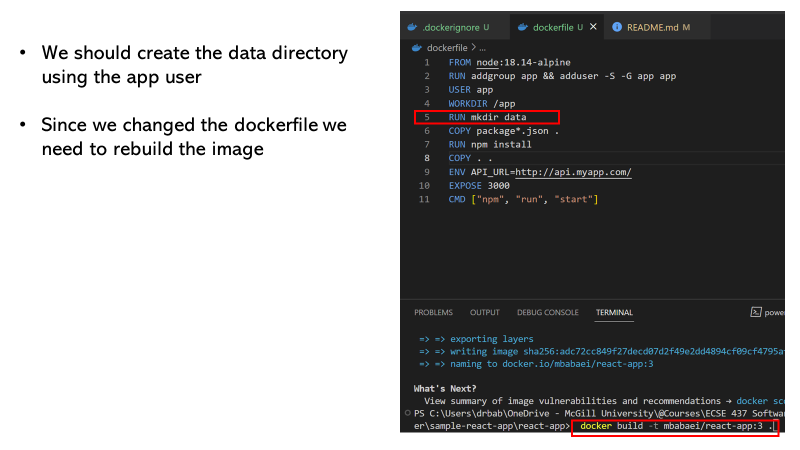 • We should create the data directory
using the app user
• Since we changed the dockerfile we
need to rebuild the image
.dockerignore U
dockerfile U ✕
README.md M
dockerfile > ...
1 FROM node:18.14-alpine
2 RUN addgroup app && adduser -S -G app app
3 USER app
4 WORKDIR /app
5 RUN mkdir data
6 COPY package*.json .
7 RUN npm install
8 COPY . .
9 ENV API_URL=http://api.myapp.com/
10 EXPOSE 3000
11 CMD ["npm", "run", "start"]
PROBLEMS OUTPUT DEBUG CONSOLE TERMINAL power
=> => exporting layers
=> => writing image sha256:adc72cc849f27decd07d2f49e2dd4894cf09cf4795a
=> => naming to docker.io/mbabaei/react-app:3
What's Next?
View summary of image vulnerabilities and recommendations → docker sco
PS C:\Users\drbab\OneDrive - McGill University\@Courses\ECSE 437 Softwa
er\sample-react-app\react-app> docker build -t mbabaei/react-app:3 .